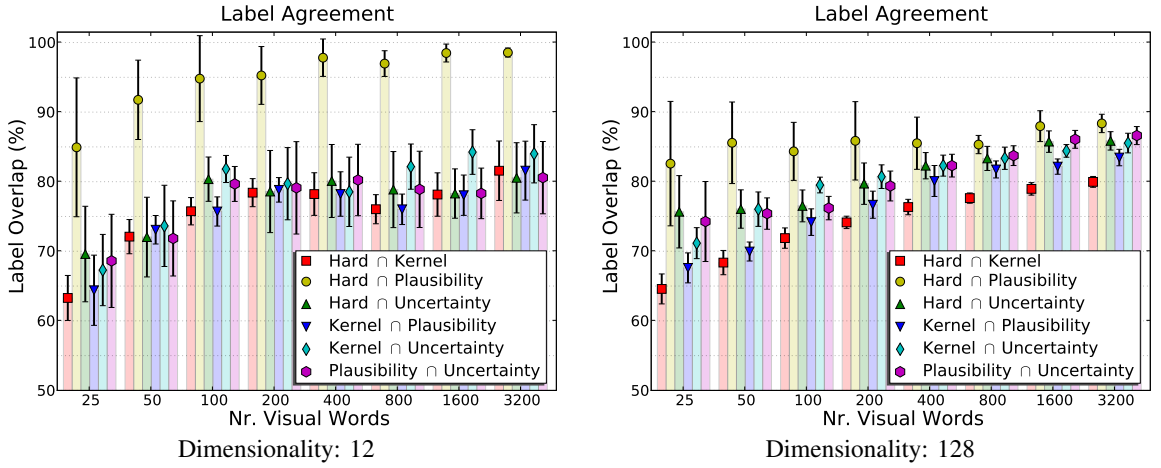 Label Agreement
Label Overlap (%)
100
90
80
70
60
50
Hard ∩ Kernel
Hard ∩ Plausibility
Hard ∩ Uncertainty
Kernel ∩ Plausibility
Kernel ∩ Uncertainty
Plausibility ∩ Uncertainty
25 50 100 200 300 400 800 1600 3200
Nr. Visual Words
Dimensionality: 12
Label Agreement
Label Overlap (%)
100
90
80
70
60
50
Hard ∩ Kernel
Hard ∩ Plausibility
Hard ∩ Uncertainty
Kernel ∩ Plausibility
Kernel ∩ Uncertainty
Plausibility ∩ Uncertainty
25 50 100 200 400 800 1600 3200
Nr. Visual Words
Dimensionality: 128